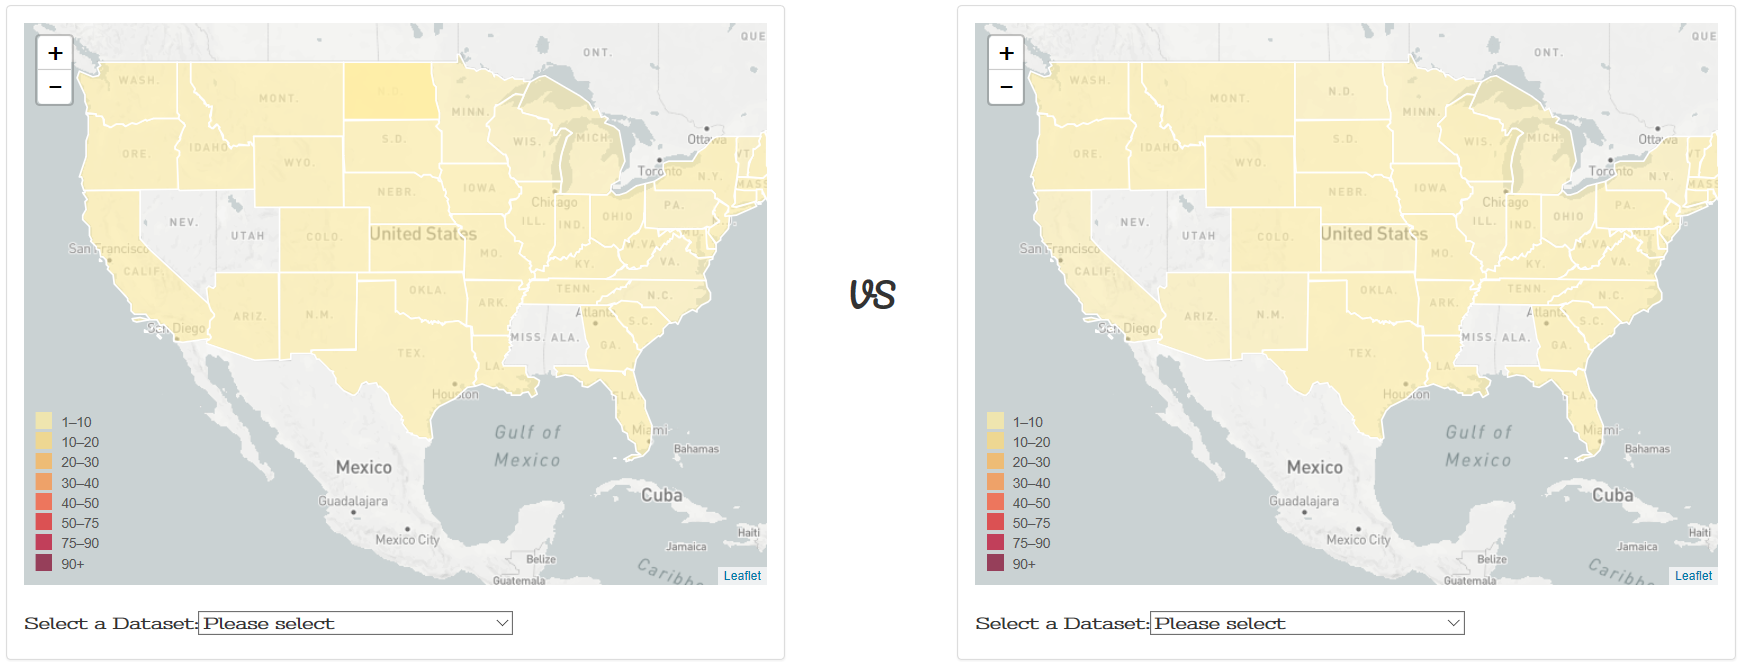 QUE
ONT.
+
−
WASH.
MONT.
N.D.
MINN.
Ottawa
ORE.
IDAHO
S.D.
WIS.
MICH.
VT.
WYO.
Toronto
N.Y.
MASS
NEBR.
IOWA
Chicago
PA.
NEV.
UTAH
COLO.
United States
ILL.
IND.
OHIO
MD.
San Francisco
MO.
W.VA.
CALIF.
KY.
VA.
OKLA.
TENN.
N.C.
ARIZ.
N.M.
ARK.
Atlanta
S.C.
San Diego
MISS.
ALA.
GA.
TEX.
LA.
Houston
FLA.
1–10
10–20
20–30
30–40
40–50
50–75
75–90
90+
Gulf of
Mexico
Miami
Bahamas
Mexico
Guadalajara
Cuba
Mexico City
Haiti
Jamaica
Belize
Guatemala
Caribb
Leaflet
Select a Dataset: Please select
VS
QUE
ONT.
+
−
WASH.
MONT.
N.D.
MINN.
Ottawa
ORE.
IDAHO
S.D.
WIS.
MICH.
VT.
WYO.
Toronto
N.Y.
MASS
NEBR.
IOWA
Chicago
PA.
NEV.
UTAH
COLO.
United States
ILL.
IND.
OHIO
MD.
San Francisco
MO.
W.VA.
CALIF.
KY.
VA.
OKLA.
TENN.
N.C.
ARIZ.
N.M.
ARK.
Atlanta
S.C.
San Diego
MISS.
ALA.
GA.
TEX.
LA.
Houston
FLA.
1–10
10–20
20–30
30–40
40–50
50–75
75–90
90+
Gulf of
Mexico
Miami
Bahamas
Mexico
Guadalajara
Cuba
Mexico City
Haiti
Jamaica
Belize
Guatemala
Caribb
Leaflet
Select a Dataset: Please select